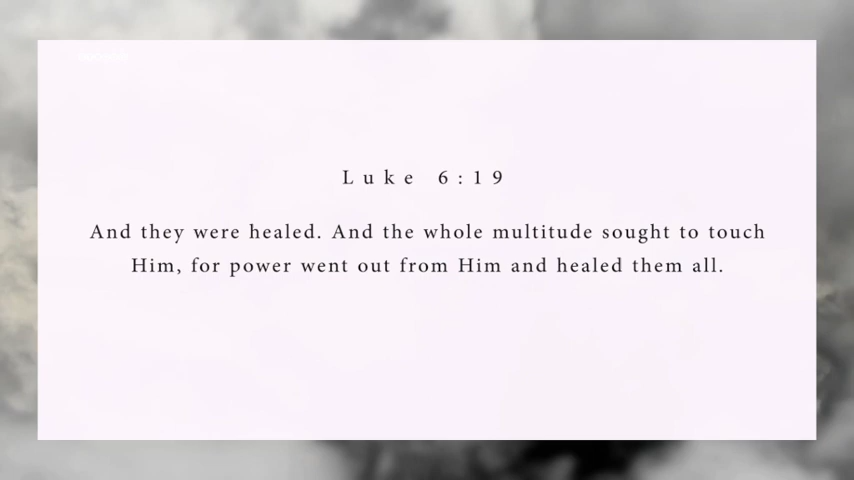 Luke 6:19
And they were healed. And the whole multitude sought to touch
Him, for power went out from Him and healed them all.